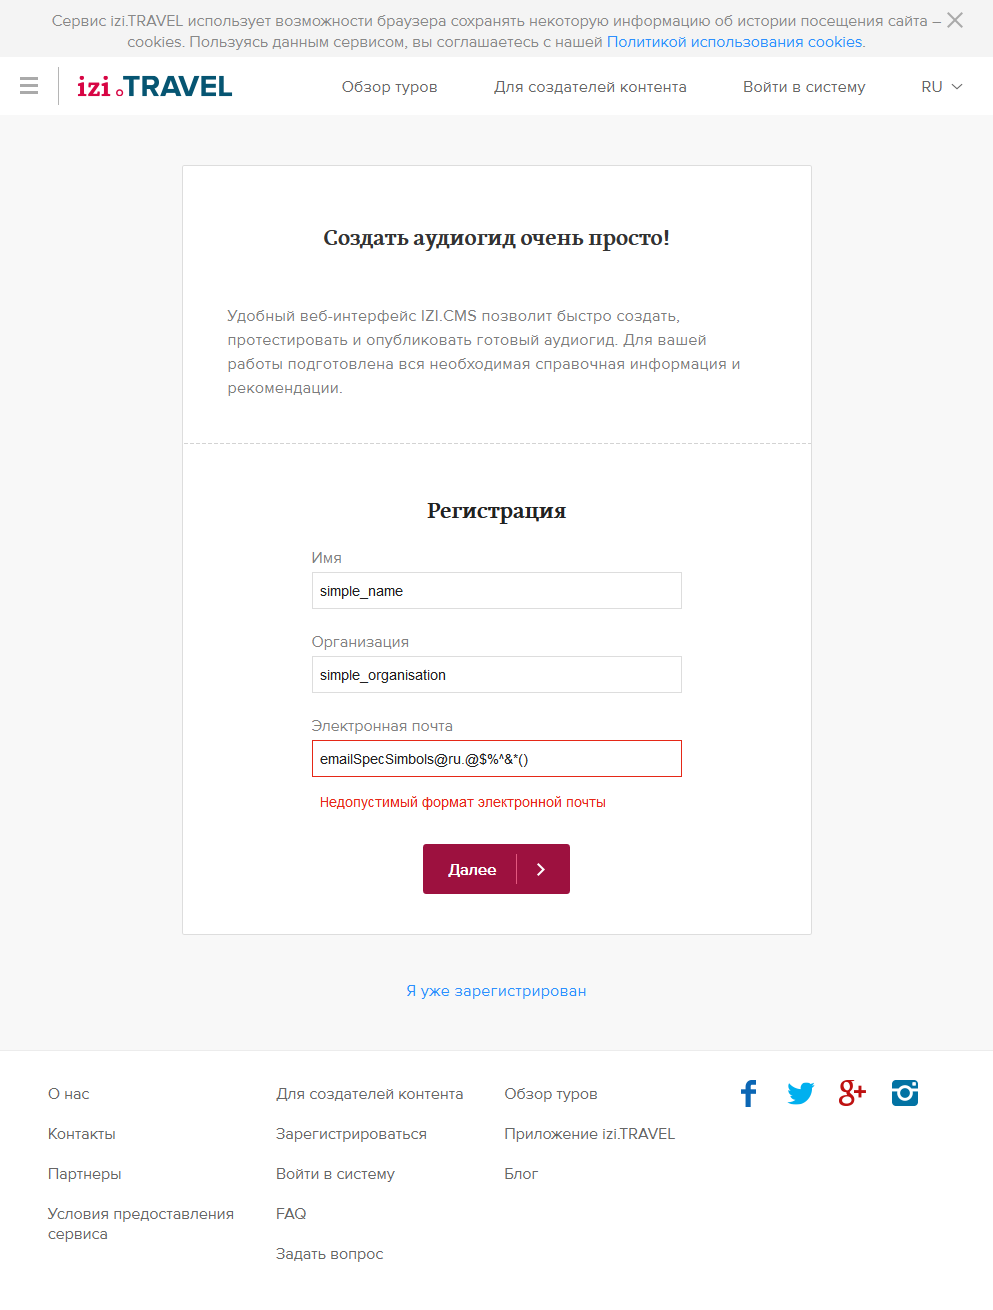 Сервис izi.TRAVEL использует возможности браузера сохранять некоторую информацию об истории посещения сайта –
cookies. Пользуясь данным сервисом, вы соглашаетесь с нашей Политикой использования cookies.
izi.TRAVEL
Обзор туров
Для создателей контента
Войти в систему
RU
Создать аудиогид очень просто!
Удобный веб-интерфейс IZI.CMS позволит быстро создать,
протестировать и опубликовать готовый аудиогид. Для вашей
работы подготовлена вся необходимая справочная информация и
рекомендации.
Регистрация
Имя
simple_name
Организация
simple_organisation
Электронная почта
emailSpecSimbols@ru.@$%^&*()
Недопустимый формат электронной почты
Далее
Я уже зарегистрирован
О нас
Контакты
Партнеры
Условия предоставления
сервиса
Для создателей контента
Зарегистрироваться
Войти в систему
FAQ
Задать вопрос
Обзор туров
Приложение izi.TRAVEL
Блог